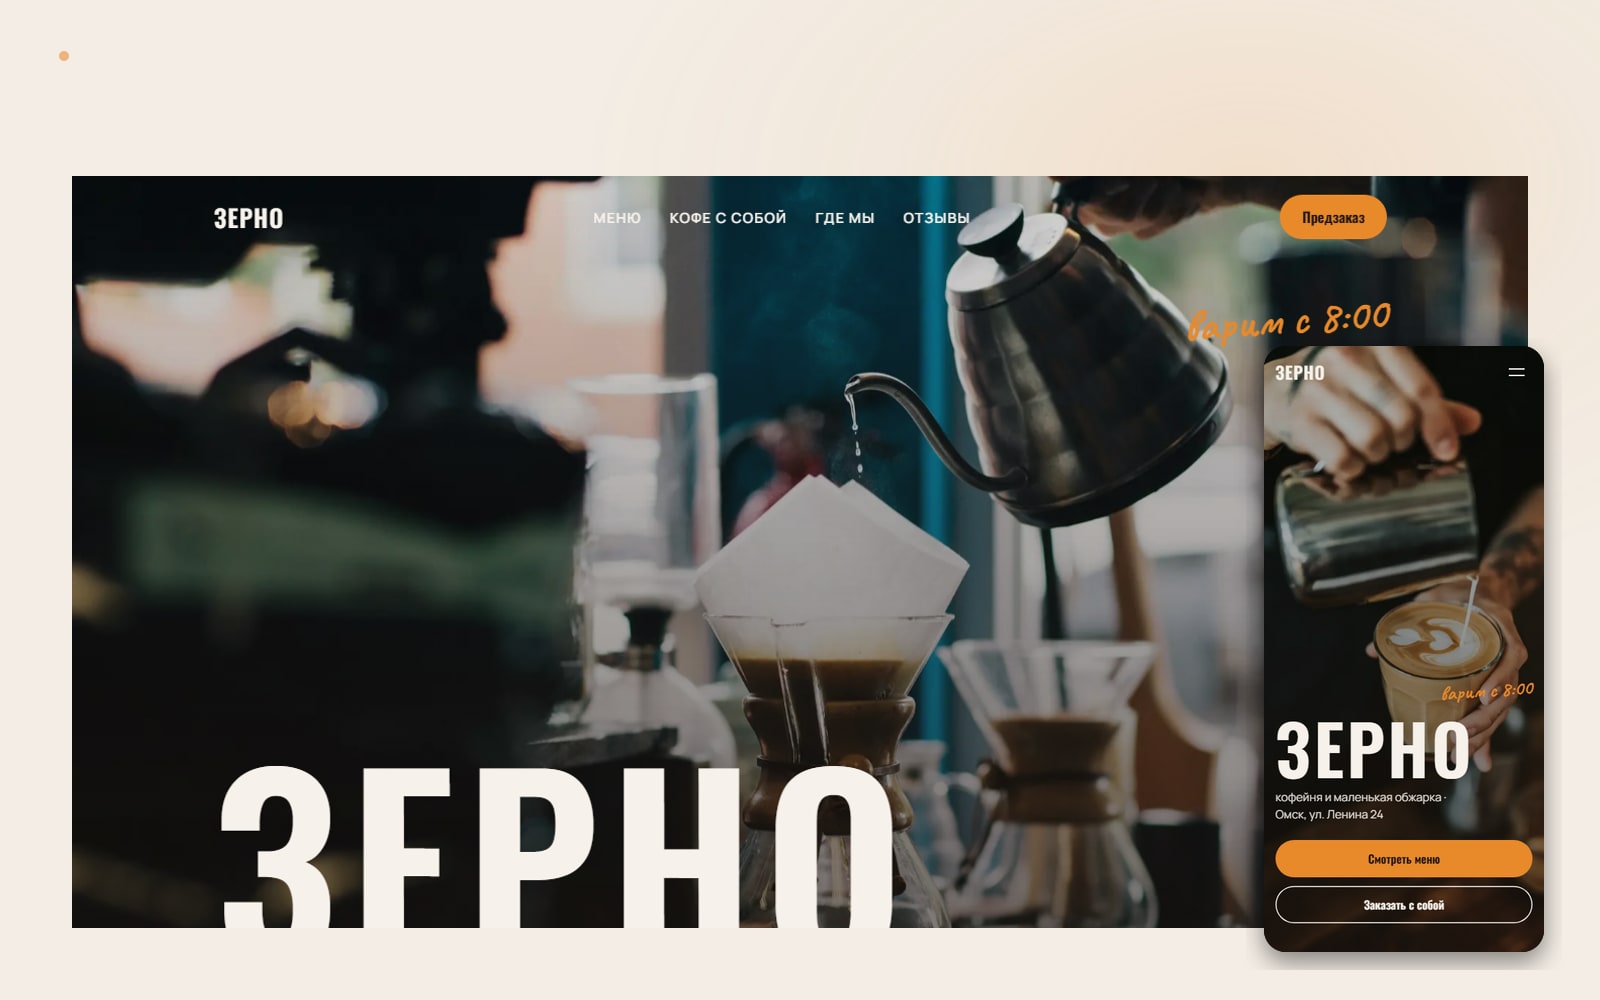 ЗЕРНО
МЕНЮ КОФЕ С СОБОЙ ГДЕ МЫ ОТЗЫВЫ
Предзаказ
варим с 8:00
ЗЕРНО
ЗЕРНО
варим с 8:00
ЗЕРНО
кофейня и маленькая обжарка ·
Омск, ул. Ленина 24
Смотреть меню
Заказать с собой